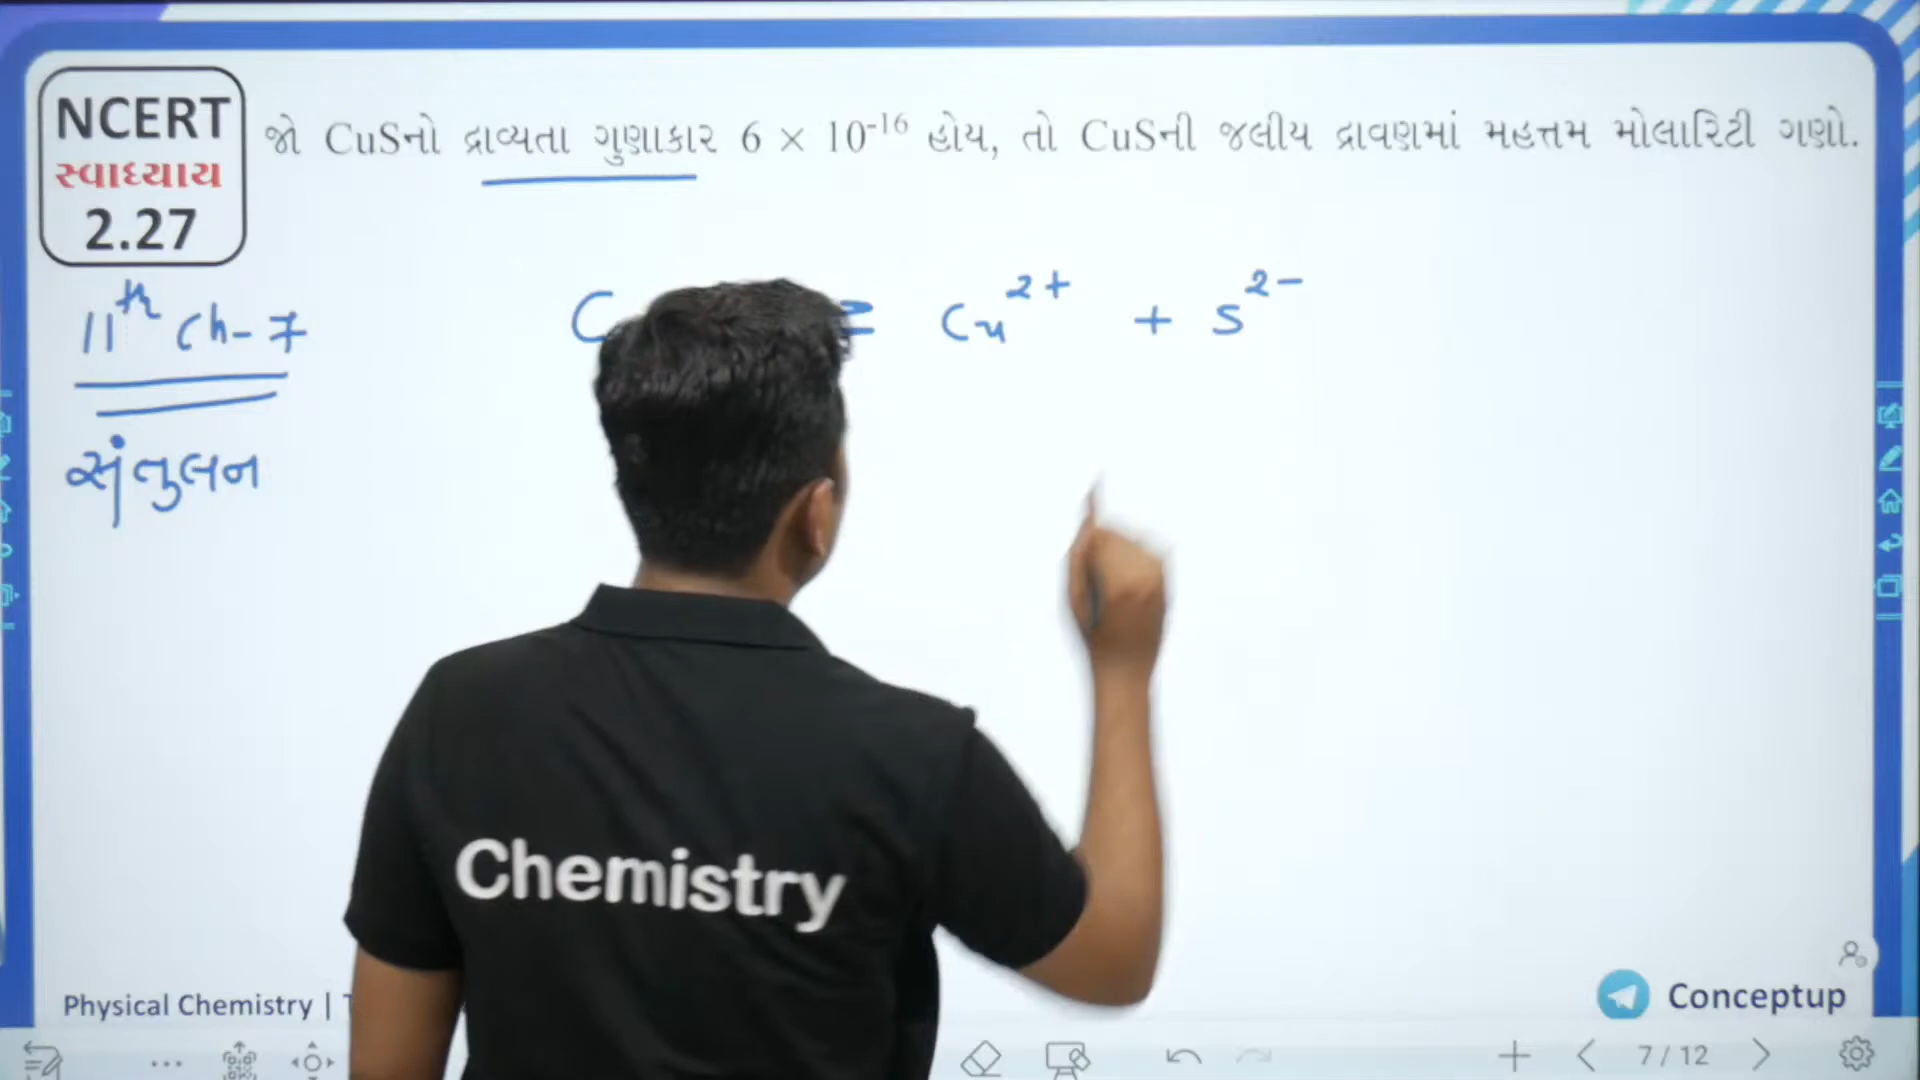 NCERT
સ્વાધ્યાય
2.27
જો CuSનો દ્રાવ્યતા ગુણાકાર 6 × 10⁻¹⁶ હોય, તો CuSની જલીય દ્રાવણમાં મહત્તમ મોલારિટી ગણો.
11th Ch-7
સંતુલન
C Cu²⁺ + S²⁻
Chemistry
Physical Chemistry |
Conceptup
7 / 12